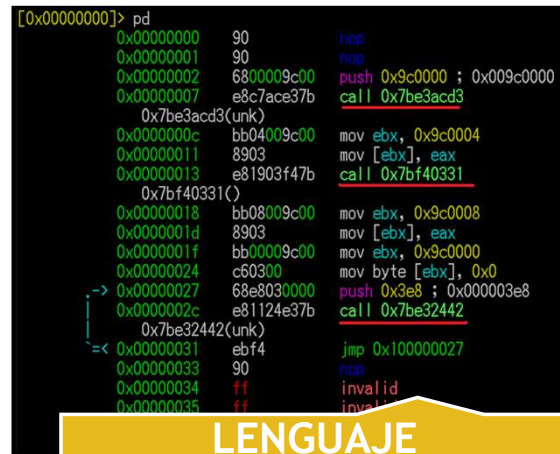 [0x00000000]> pd
0x00000000 90 nop
0x00000001 90 nop
0x00000002 6800009c00 push 0x9c0000 ; 0x009c0000
0x00000007 e8c7ace37b call 0x7be3acd3
0x7be3acd3(unk)
0x0000000c bb04009c00 mov ebx, 0x9c0004
0x00000011 8903 mov [ebx], eax
0x00000013 e81903f47b call 0x7bf40331
0x7bf40331()
0x00000018 bb08009c00 mov ebx, 0x9c0008
0x0000001d 8903 mov [ebx], eax
0x0000001f bb00009c00 mov ebx, 0x9c0000
0x00000024 c60300 mov byte [ebx], 0x0
.-> 0x00000027 68e8030000 push 0x3e8 ; 0x000003e8
| 0x0000002c e81124e37b call 0x7be32442
| 0x7be32442(unk)
`=< 0x00000031 ebf4 jmp 0x100000027
0x00000033 90 nop
0x00000034 ff invalid
0x00000035 ff invalid
LENGUAJE